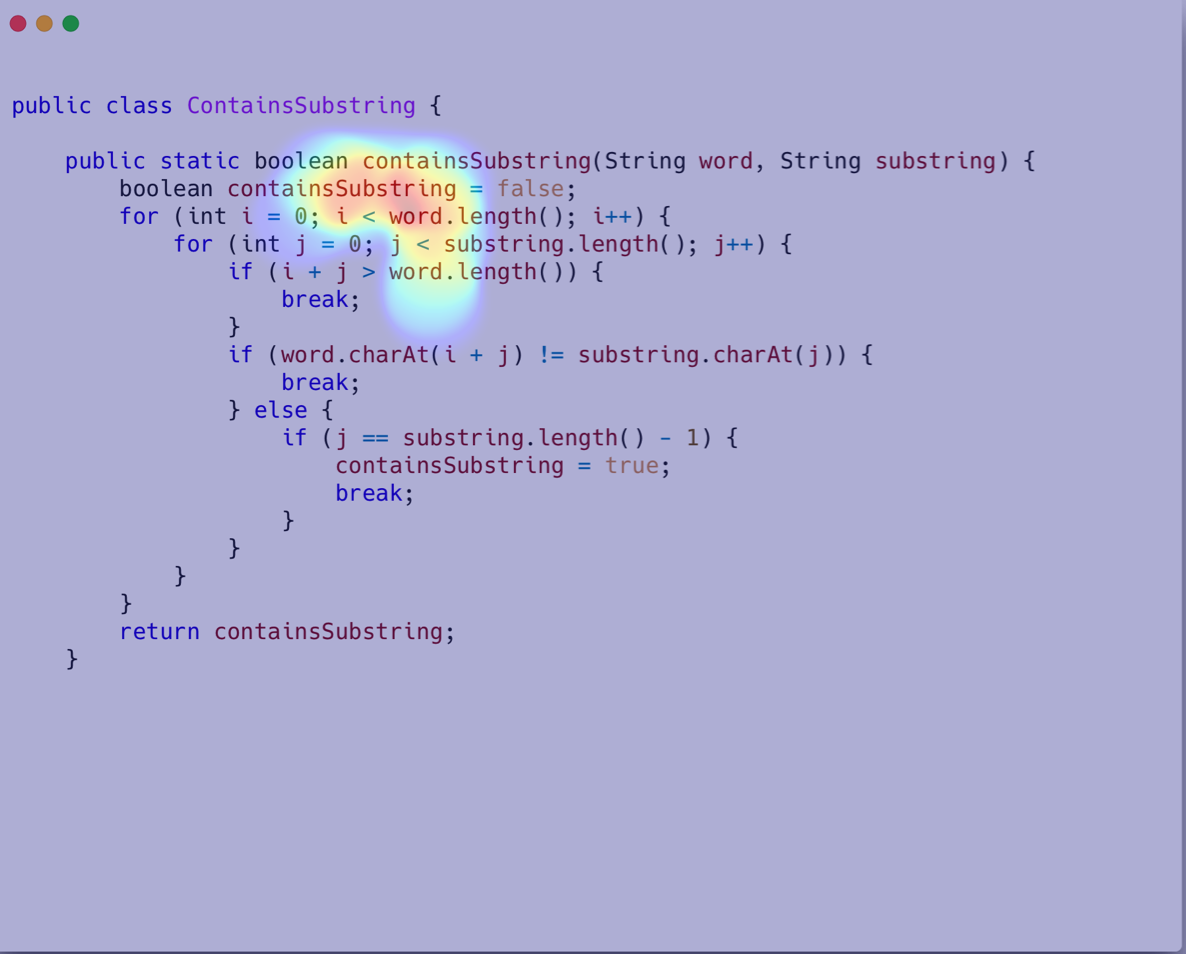 public class ContainsSubstring {
    public static boolean containsSubstring(String word, String substring) {
        boolean containsSubstring = false;
        for (int i = 0; i < word.length(); i++) {
            for (int j = 0; j < substring.length(); j++) {
                if (i + j > word.length()) {
                    break;
                }
                if (word.charAt(i + j) != substring.charAt(j)) {
                    break;
                } else {
                    if (j == substring.length() - 1) {
                        containsSubstring = true;
                        break;
                    }
                }
            }
        }
        return containsSubstring;
    }